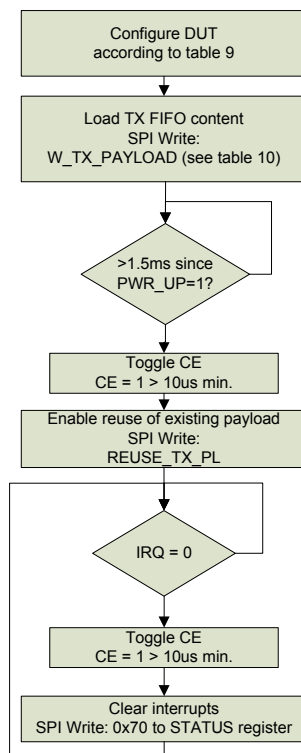 Configure DUT
according to table 9
Load TX FIFO content
SPI Write:
W_TX_PAYLOAD (see table 10)
>1.5ms since
PWR_UP=1?
Toggle CE
CE = 1 > 10us min.
Enable reuse of existing payload
SPI Write:
REUSE_TX_PL
IRQ = 0
Toggle CE
CE = 1 > 10us min.
Clear interrupts
SPI Write: 0x70 to STATUS register